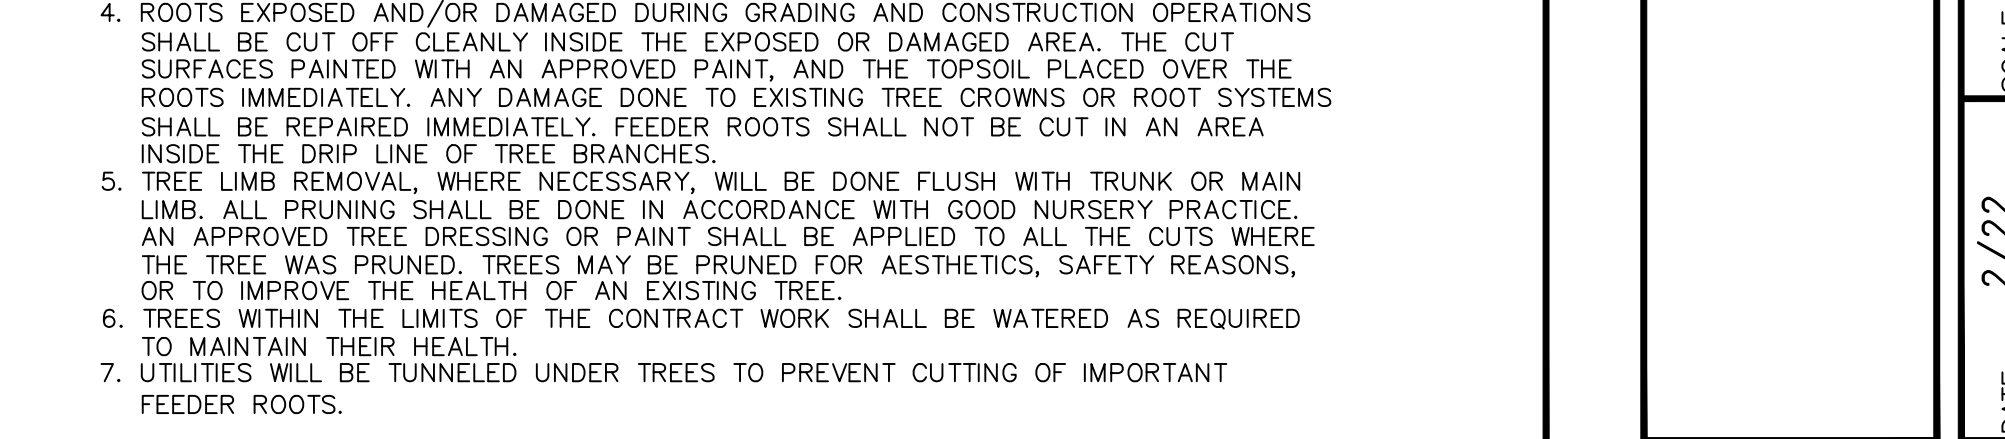 4. ROOTS EXPOSED AND/OR DAMAGED DURING GRADING AND CONSTRUCTION OPERATIONS
SHALL BE CUT OFF CLEANLY INSIDE THE EXPOSED OR DAMAGED AREA. THE CUT
SURFACES PAINTED WITH AN APPROVED PAINT, AND THE TOPSOIL PLACED OVER THE
ROOTS IMMEDIATELY. ANY DAMAGE DONE TO EXISTING TREE CROWNS OR ROOT SYSTEMS
SHALL BE REPAIRED IMMEDIATELY. FEEDER ROOTS SHALL NOT BE CUT IN AN AREA
INSIDE THE DRIP LINE OF TREE BRANCHES.
5. TREE LIMB REMOVAL, WHERE NECESSARY, WILL BE DONE FLUSH WITH TRUNK OR MAIN
LIMB. ALL PRUNING SHALL BE DONE IN ACCORDANCE WITH GOOD NURSERY PRACTICE.
AN APPROVED TREE DRESSING OR PAINT SHALL BE APPLIED TO ALL THE CUTS WHERE
THE TREE WAS PRUNED. TREES MAY BE PRUNED FOR AESTHETICS, SAFETY REASONS,
OR TO IMPROVE THE HEALTH OF AN EXISTING TREE.
6. TREES WITHIN THE LIMITS OF THE CONTRACT WORK SHALL BE WATERED AS REQUIRED
TO MAINTAIN THEIR HEALTH.
7. UTILITIES WILL BE TUNNELED UNDER TREES TO PREVENT CUTTING OF IMPORTANT
FEEDER ROOTS.
2/22